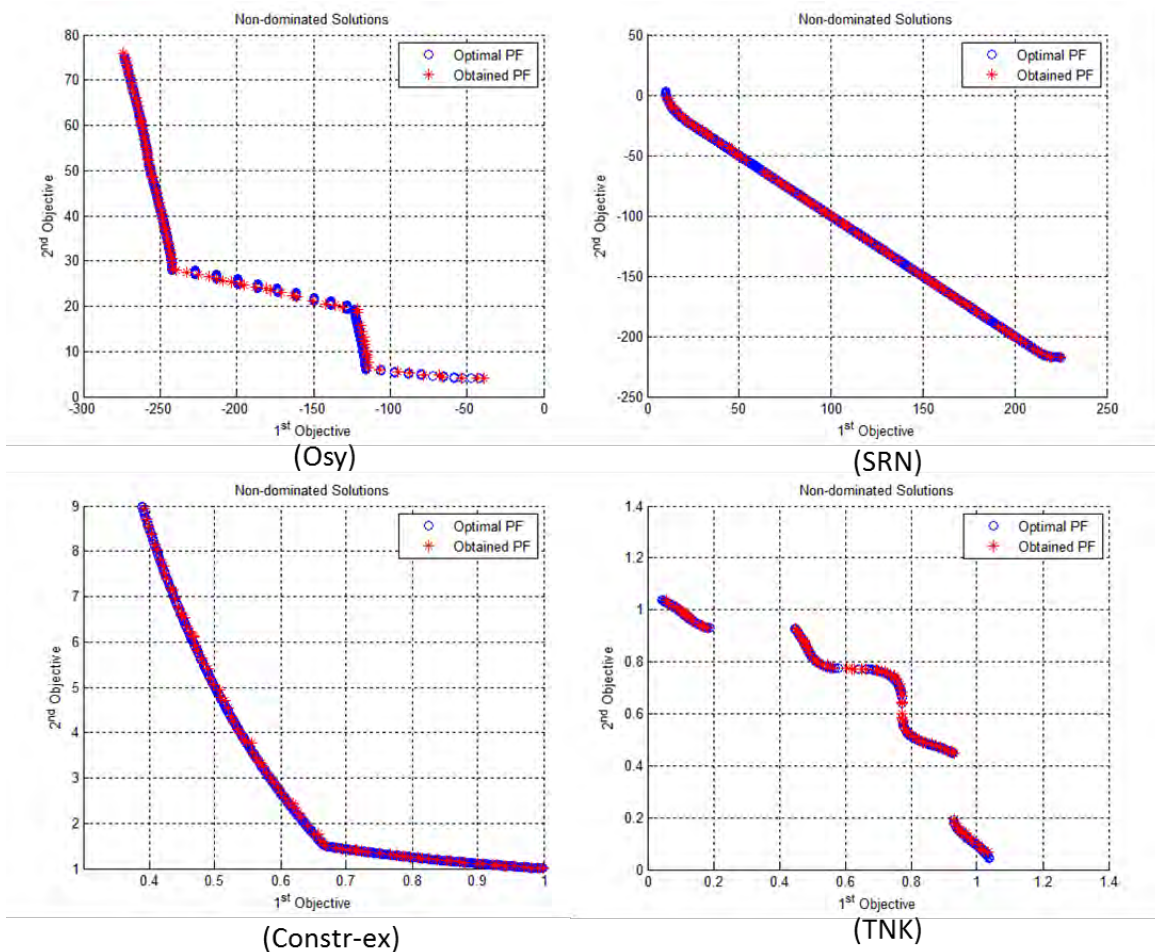 Non-dominated Solutions
80
70
60
50
40
30
20
10
0
2nd Objective
Optimal PF
Obtained PF
-300 -250 -200 -150 -100 -50 0
1st Objective
(Osy)
Non-dominated Solutions
50
0
-50
-100
-150
-200
-250
2nd Objective
Optimal PF
Obtained PF
0 50 100 150 200 250
1st Objective
(SRN)
Non-dominated Solutions
9
8
7
6
5
4
3
2
1
2nd Objective
Optimal PF
Obtained PF
0.4 0.5 0.6 0.7 0.8 0.9 1
1st Objective
(Constr-ex)
Non-dominated Solutions
1.4
1.2
1
0.8
0.6
0.4
0.2
0
2nd Objective
Optimal PF
Obtained PF
0 0.2 0.4 0.6 0.8 1 1.2 1.4
1st Objective
(TNK)